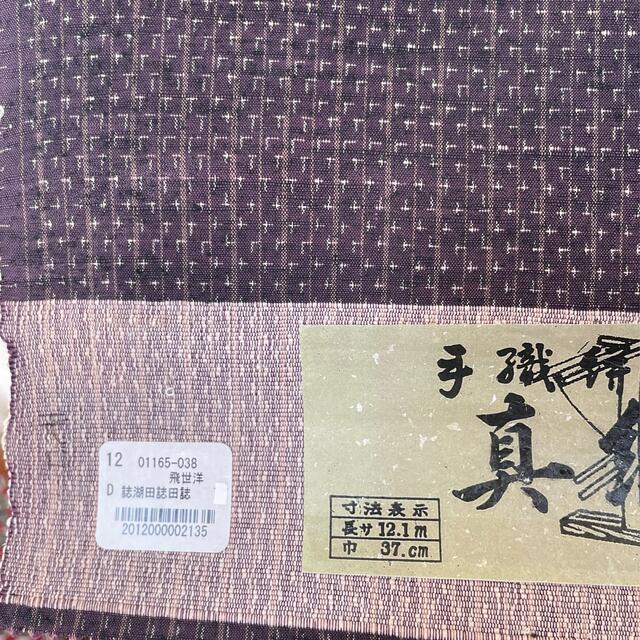 手織絣
真
寸法表示
長サ 12.1m
巾 37.cm
12 01165-038
飛世洋
D 誌湖田誌田誌
2012000002135